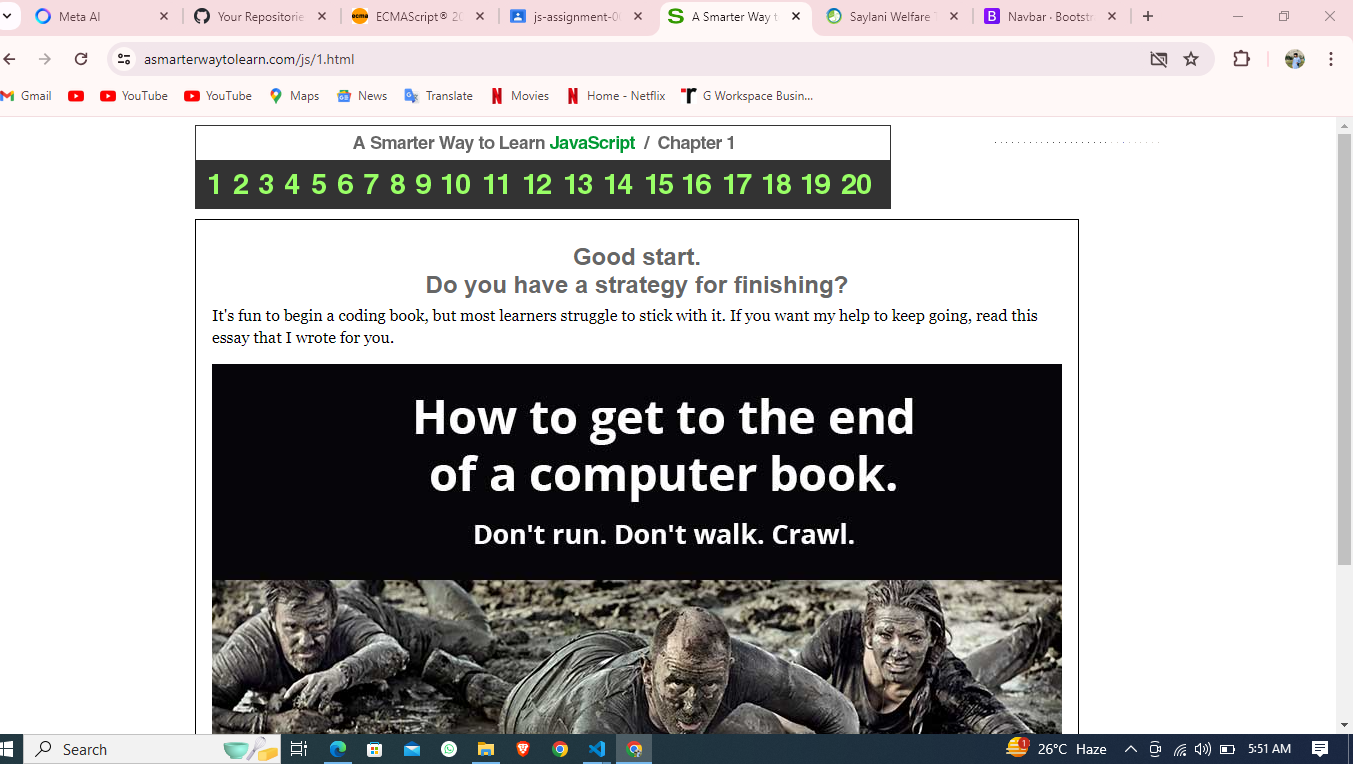 Meta AI
Your Repositorie
ECMAScript® 20
js-assignment-0
A Smarter Way t
Saylani Welfare
Navbar · Bootstr
asmarterwaytolearn.com/js/1.html
Gmail
YouTube
YouTube
Maps
News
Translate
Movies
Home - Netflix
G Workspace Busin...
A Smarter Way to Learn JavaScript / Chapter 1
1 2 3 4 5 6 7 8 9 10 11 12 13 14 15 16 17 18 19 20
Good start.
Do you have a strategy for finishing?
It's fun to begin a coding book, but most learners struggle to stick with it. If you want my help to keep going, read this
essay that I wrote for you.
How to get to the end
of a computer book.
Don't run. Don't walk. Crawl.
Search
1
26°C Haze
5:51 AM